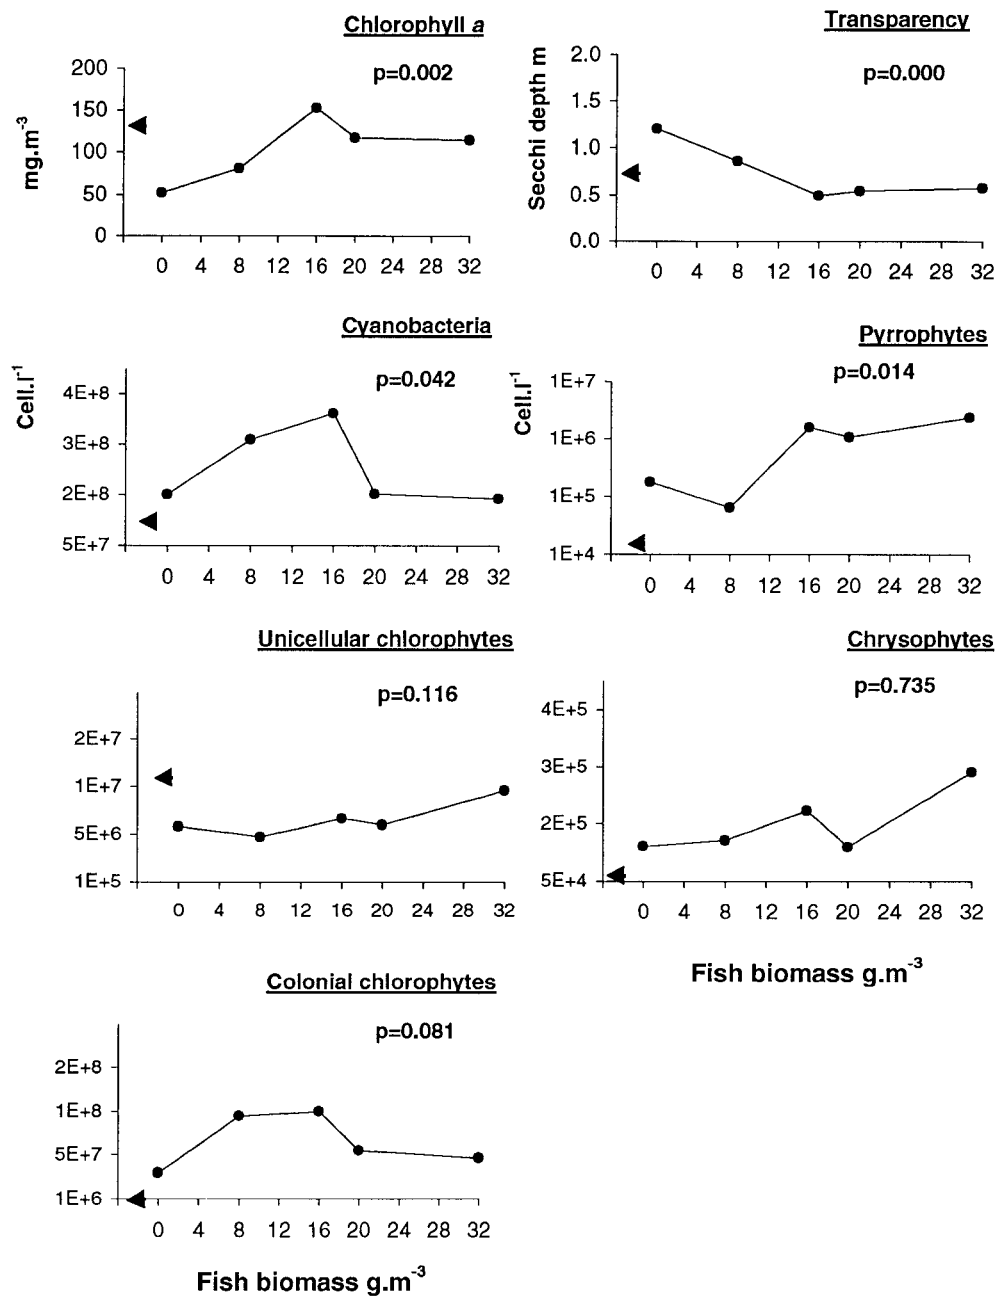 Chlorophyll a
p=0.002
mg.m-3
200
150
100
50
0
0 4 8 12 16 20 24 28 32
Transparency
p=0.000
Secchi depth m
2.0
1.5
1.0
0.5
0.0
0 4 8 12 16 20 24 28 32
Cyanobacteria
p=0.042
Cell.l-1
4E+8
3E+8
2E+8
5E+7
0 4 8 12 16 20 24 28 32
Pyrrophytes
p=0.014
Cell.l-1
1E+7
1E+6
1E+5
1E+4
0 4 8 12 16 20 24 28 32
Unicellular chlorophytes
p=0.116
2E+7
1E+7
5E+6
1E+5
0 4 8 12 16 20 24 28 32
Chrysophytes
p=0.735
4E+5
3E+5
2E+5
5E+4
0 4 8 12 16 20 24 28 32
Fish biomass g.m-3
Colonial chlorophytes
p=0.081
2E+8
1E+8
5E+7
1E+6
0 4 8 12 16 20 24 28 32
Fish biomass g.m-3